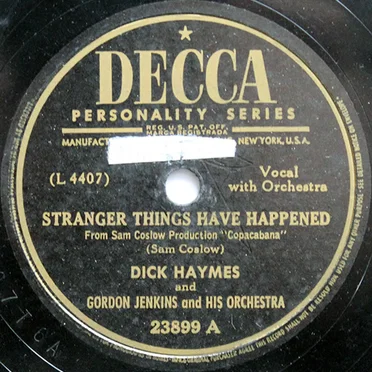 DECCA
PERSONALITY SERIES
REG. U.S. PAT. OFF.
MARCA REGISTRADA
NEW YORK, U.S.A.
(L 4407)
Vocal
with Orchestra
STRANGER THINGS HAVE HAPPENED
From Sam Coslow Production "Copacabana"
(Sam Coslow)
DICK HAYMES
and
GORDON JENKINS and HIS ORCHESTRA
23899 A